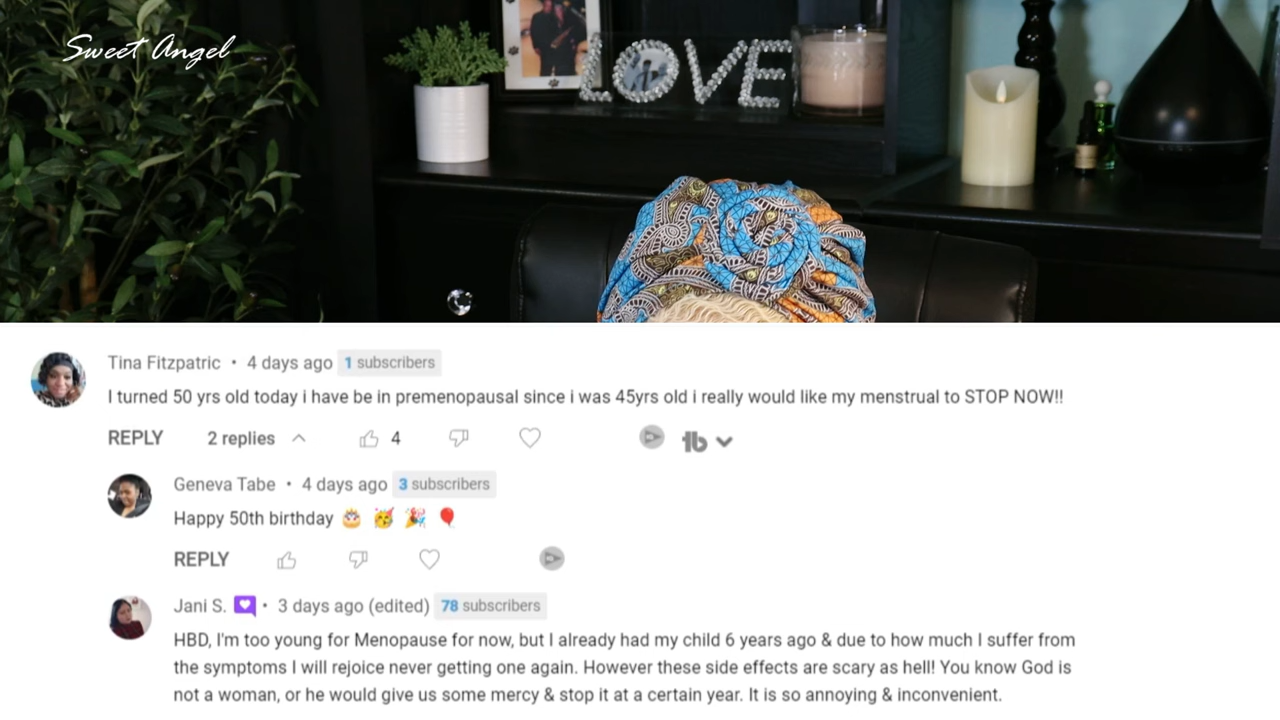 Sweet Angel
LOVE
Tina Fitzpatric • 4 days ago 1 subscribers
I turned 50 yrs old today i have be in premenopausal since i was 45yrs old i really would like my menstrual to STOP NOW!!
REPLY 2 replies 4
Geneva Tabe • 4 days ago 3 subscribers
Happy 50th birthday 🎂 🥳 🎉 🎈
REPLY
Jani S. • 3 days ago (edited) 78 subscribers
HBD, I'm too young for Menopause for now, but I already had my child 6 years ago & due to how much I suffer from
the symptoms I will rejoice never getting one again. However these side effects are scary as hell! You know God is
not a woman, or he would give us some mercy & stop it at a certain year. It is so annoying & inconvenient.